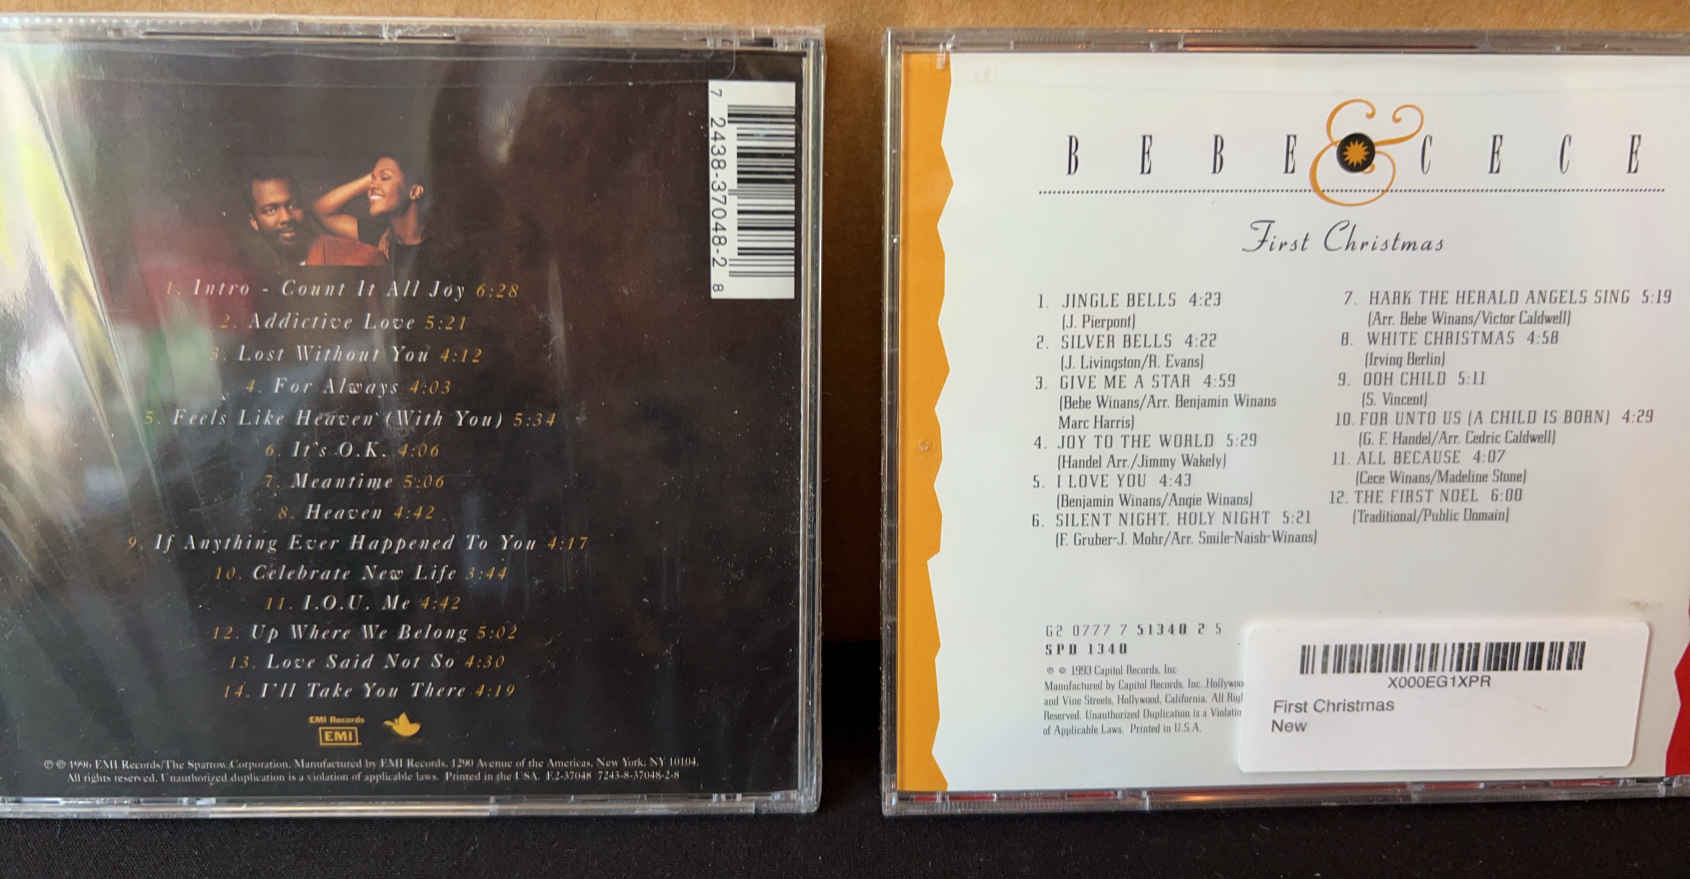 7 2438-37048-2 8
1. Intro - Count It All Joy 6:28
2. Addictive Love 5:21
3. Lost Without You 4:12
4. For Always 4:03
5. Feels Like Heaven (With You) 5:34
6. It's O.K. 4:06
7. Meantime 5:06
8. Heaven 4:42
9. If Anything Ever Happened To You 4:17
10. Celebrate New Life 3:44
11. I.O.U. Me 4:42
12. Up Where We Belong 5:02
13. Love Said Not So 4:30
14. I'll Take You There 4:19
EMI Records
EMI
℗ © 1996 EMI Records/The Sparrow Corporation. Manufactured by EMI Records, 1290 Avenue of the Americas, New York, NY 10104.
All rights reserved. Unauthorized duplication is a violation of applicable laws. Printed in the USA. E2-37048 7243-8-37048-2-8
BEBE & CECE
First Christmas
1. JINGLE BELLS 4:23
(J. Pierpont)
2. SILVER BELLS 4:22
(J. Livingston/R. Evans)
3. GIVE ME A STAR 4:59
(Bebe Winans/Arr. Benjamin Winans
Marc Harris)
4. JOY TO THE WORLD 5:29
(Handel Arr./Jimmy Wakely)
5. I LOVE YOU 4:43
(Benjamin Winans/Angie Winans)
6. SILENT NIGHT, HOLY NIGHT 5:21
(F. Gruber-J. Mohr/Arr. Smile-Naish-Winans)
7. HARK THE HERALD ANGELS SING 5:19
(Arr. Bebe Winans/Victor Caldwell)
8. WHITE CHRISTMAS 4:58
(Irving Berlin)
9. OOH CHILD 5:11
(S. Vincent)
10. FOR UNTO US (A CHILD IS BORN) 4:29
(G. F. Handel/Arr. Cedric Caldwell)
11. ALL BECAUSE 4:07
(Cece Winans/Madeline Stone)
12. THE FIRST NOEL 6:00
(Traditional/Public Domain)
G2 0777 7 51340 2 5
SPD 1340
℗ © 1993 Capitol Records, Inc
Manufactured by Capitol Records, Inc. Hollywoo
and Vine Streets, Hollywood, California. All Rig
Reserved. Unauthorized Duplication is a Violatio
of Applicable Laws. Printed in U.S.A.
X000EG1XPR
First Christmas
New